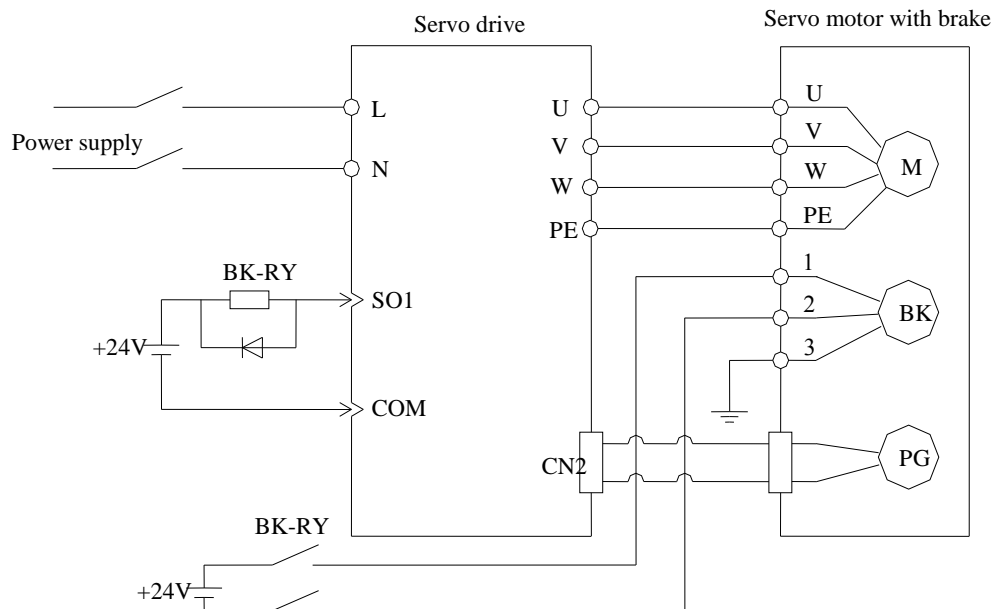 Servo drive
Servo motor with brake
Power supply
L
N
U
V
W
PE
U
V
W
PE
M
BK-RY
+24V
SO1
COM
1
2
3
BK
CN2
PG
BK-RY
+24V